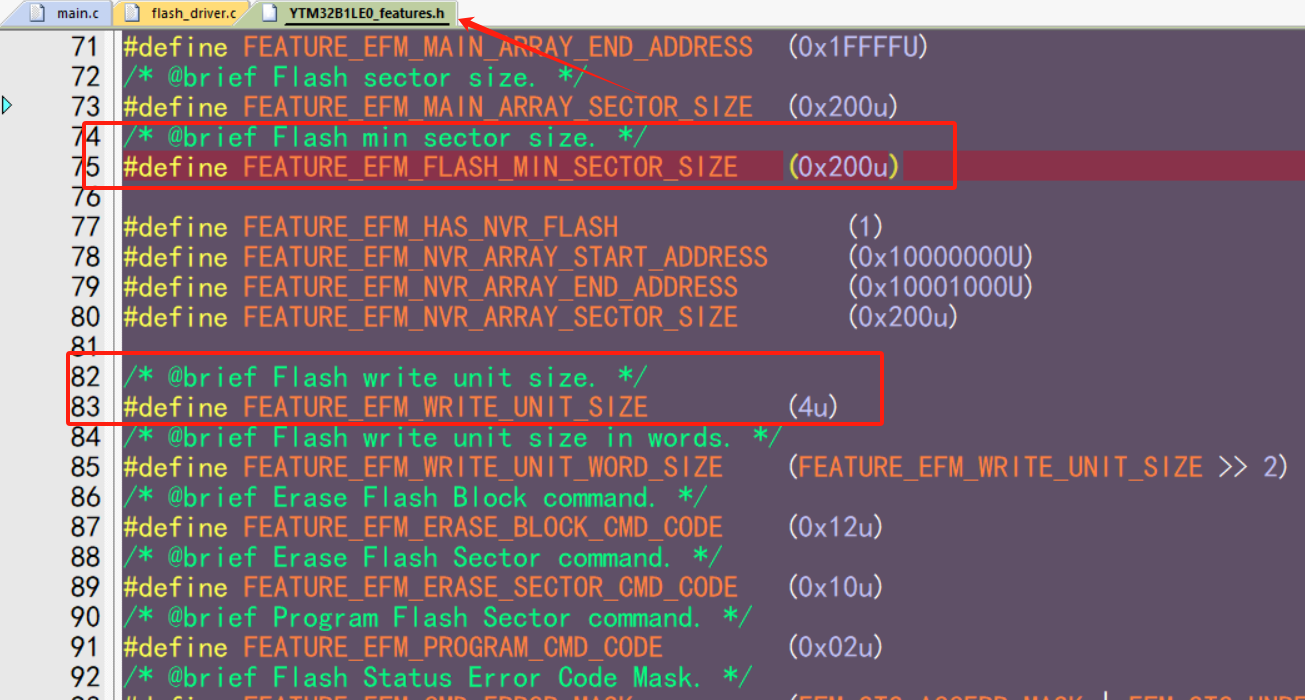 main.c flash_driver.c YTM32B1LE0_features.h
71 #define FEATURE_EFM_MAIN_ARRAY_END_ADDRESS (0x1FFFFU)
72 /* @brief Flash sector size. */
73 #define FEATURE_EFM_MAIN_ARRAY_SECTOR_SIZE (0x200u)
74 /* @brief Flash min sector size. */
75 #define FEATURE_EFM_FLASH_MIN_SECTOR_SIZE (0x200u)
76
77 #define FEATURE_EFM_HAS_NVR_FLASH (1)
78 #define FEATURE_EFM_NVR_ARRAY_START_ADDRESS (0x10000000U)
79 #define FEATURE_EFM_NVR_ARRAY_END_ADDRESS (0x10001000U)
80 #define FEATURE_EFM_NVR_ARRAY_SECTOR_SIZE (0x200u)
81
82 /* @brief Flash write unit size. */
83 #define FEATURE_EFM_WRITE_UNIT_SIZE (4u)
84 /* @brief Flash write unit size in words. */
85 #define FEATURE_EFM_WRITE_UNIT_WORD_SIZE (FEATURE_EFM_WRITE_UNIT_SIZE >> 2)
86 /* @brief Erase Flash Block command. */
87 #define FEATURE_EFM_ERASE_BLOCK_CMD_CODE (0x12u)
88 /* @brief Erase Flash Sector command. */
89 #define FEATURE_EFM_ERASE_SECTOR_CMD_CODE (0x10u)
90 /* @brief Program Flash Sector command. */
91 #define FEATURE_EFM_PROGRAM_CMD_CODE (0x02u)
92 /* @brief Flash Status Error Code Mask. */